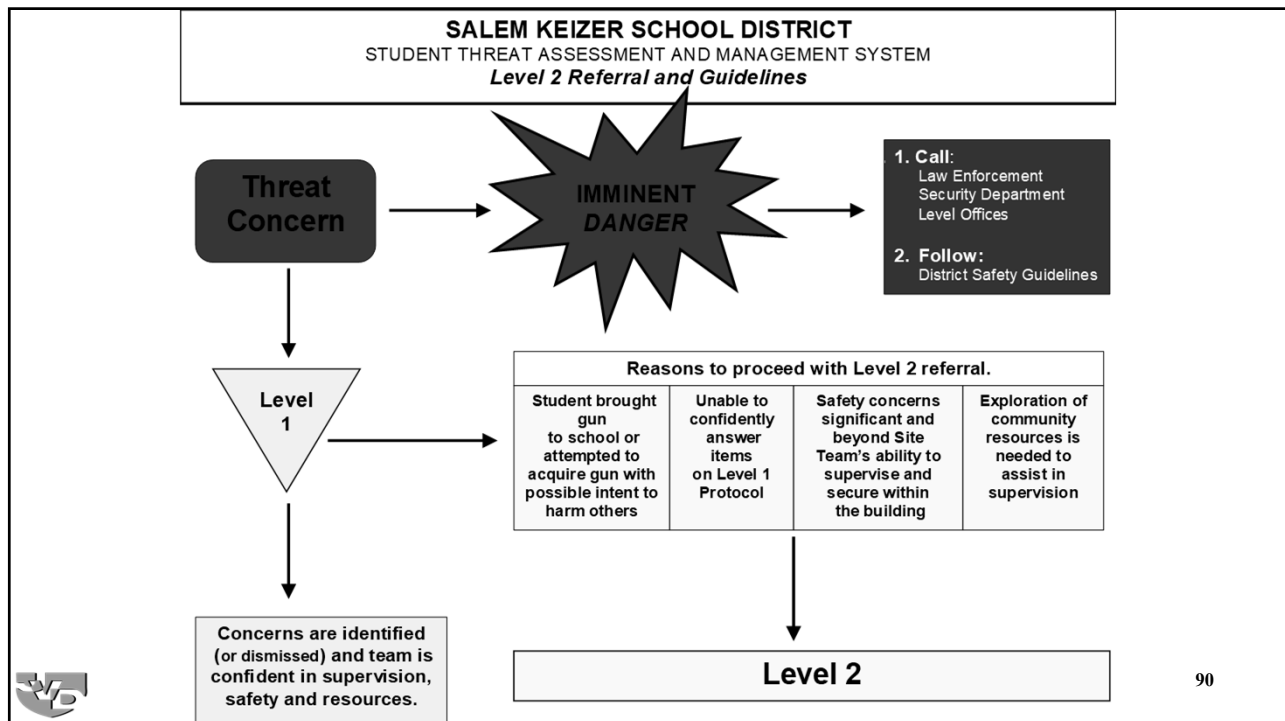 SALEM KEIZER SCHOOL DISTRICT
STUDENT THREAT ASSESSMENT AND MANAGEMENT SYSTEM
Level 2 Referral and Guidelines
Threat
Concern
IMMINENT
DANGER
1. Call:
Law Enforcement
Security Department
Level Offices
2. Follow:
District Safety Guidelines
Level
1
Reasons to proceed with Level 2 referral.
Student brought
gun
to school or
attempted to
acquire gun with
possible intent to
harm others
Unable to
confidently
answer
items
on Level 1
Protocol
Safety concerns
significant and
beyond Site
Team's ability to
supervise and
secure within
the building
Exploration of
community
resources is
needed to
assist in
supervision
Concerns are identified
(or dismissed) and team is
confident in supervision,
safety and resources.
Level 2
90